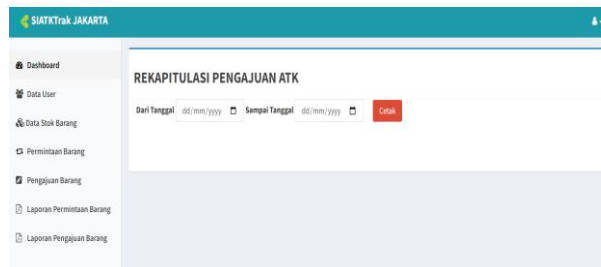 SIATKTrak JAKARTA
Dashboard
Data User
Data Stok Barang
Permintaan Barang
Pengajuan Barang
Laporan Permintaan Barang
Laporan Pengajuan Barang
REKAPITULASI PENGAJUAN ATK
Dari Tanggal dd/mm/yyyy Sampai Tanggal dd/mm/yyyy Cetak